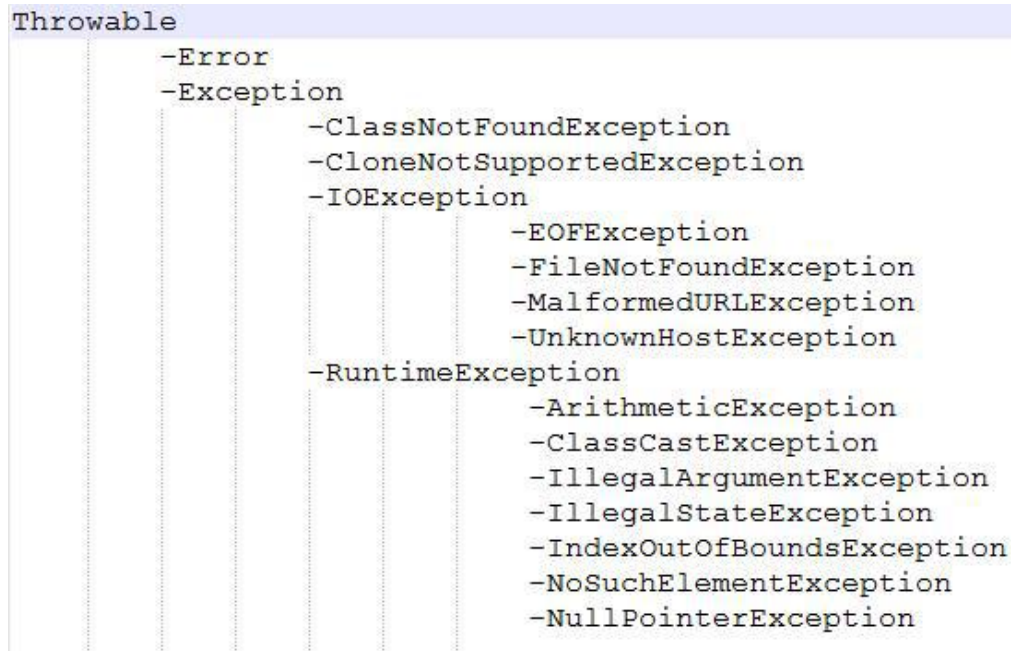 Throwable
-Error
-Exception
-ClassNotFoundException
-CloneNotSupportedException
-IOException
-EOFException
-FileNotFoundException
-MalformedURLException
-UnknownHostException
-RuntimeException
-ArithmeticException
-ClassCastException
-IllegalArgumentException
-IllegalStateException
-IndexOutOfBoundsException
-NoSuchElementException
-NullPointerException